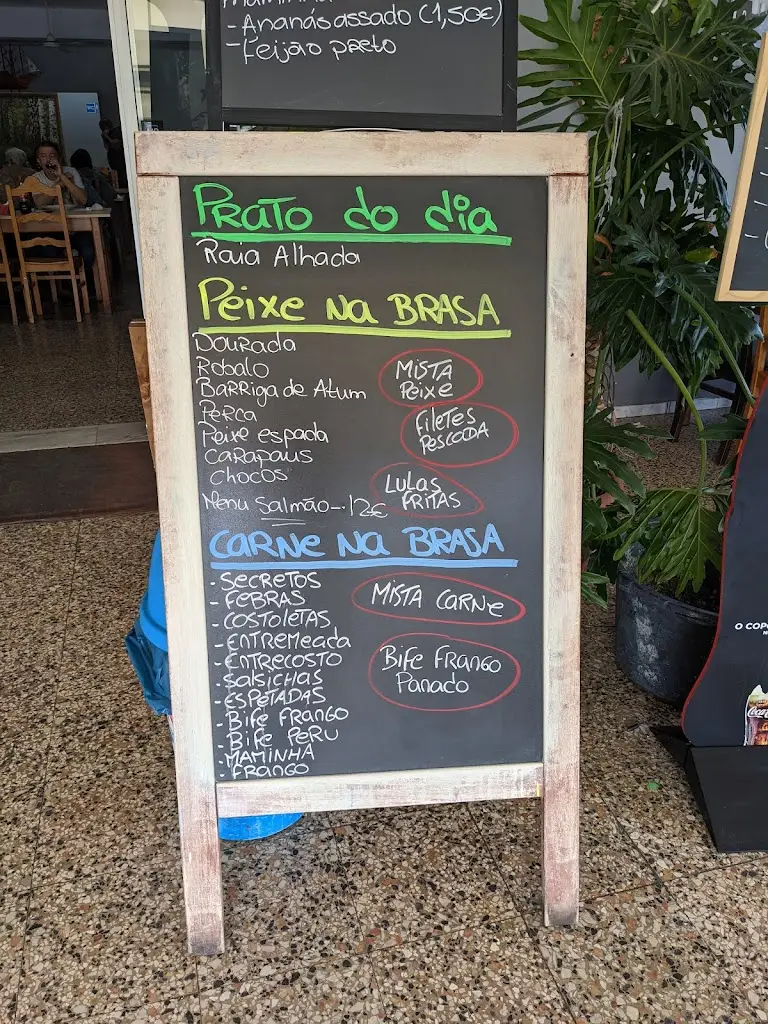 - Ananás assado (1,50€)
- Feijão preto
Prato do dia
Raia Alhada
Peixe na BRASA
Dourada
Robalo
Barriga de Atum
Perca
Peixe espada
Carapaus
Chocos
Menu Salmão - 12€
Mista
Peixe
Filetes
Pescada
Lulas
Fritas
Carne na BRASA
- Secretos
- Febras
- Costoletas
- Entremeada
- Entrecosto
- Salsichas
- Espetadas
- Bife Frango
- Bife Peru
- Maminha
- Frango
Mista Carne
Bife Frango
Panado
O COP